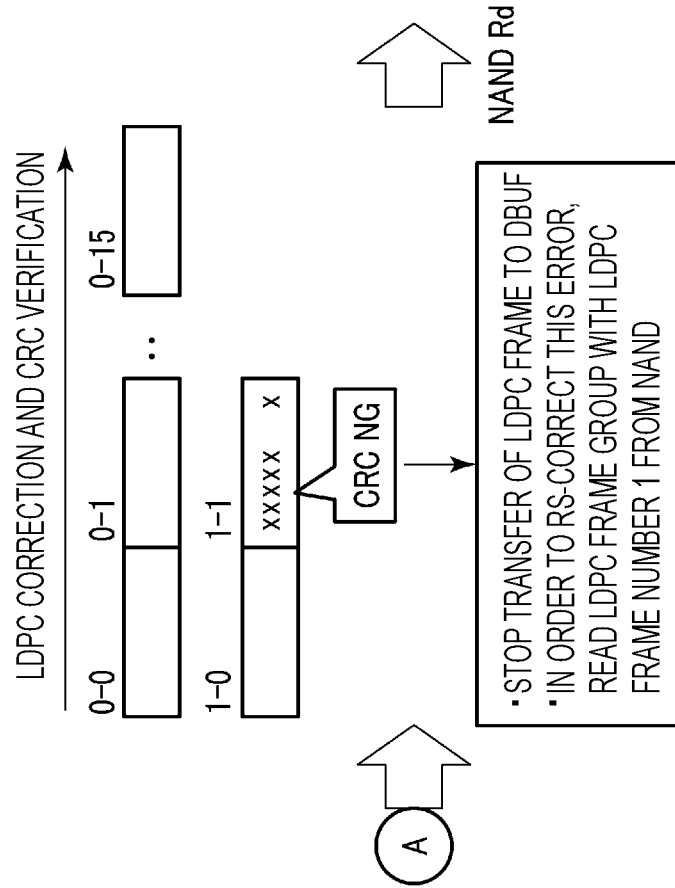 LDPC CORRECTION AND CRC VERIFICATION
0-0
0-1
0-15
1-0
1-1
xxxxx x
CRC NG
A
・STOP TRANSFER OF LDPC FRAME TO DBUF
・IN ORDER TO RS-CORRECT THIS ERROR,
READ LDPC FRAME GROUP WITH LDPC
FRAME NUMBER 1 FROM NAND
NAND Rd